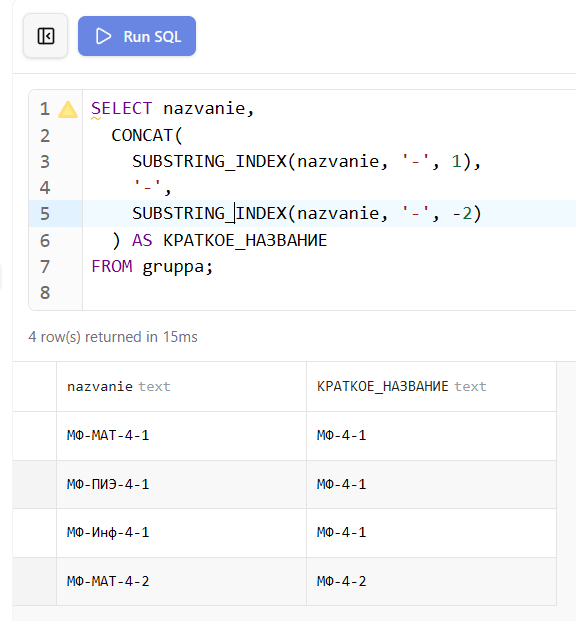 Run SQL
1 SELECT nazvanie,
2 CONCAT(
3 SUBSTRING_INDEX(nazvanie, '-', 1),
4 '-',
5 SUBSTRING_INDEX(nazvanie, '-', -2)
6 ) AS КРАТКОЕ_НАЗВАНИЕ
7 FROM gruppa;
8
4 row(s) returned in 15ms
nazvanie text КРАТКОЕ_НАЗВАНИЕ text
МФ-МАТ-4-1 МФ-4-1
МФ-ПИЭ-4-1 МФ-4-1
МФ-Инф-4-1 МФ-4-1
МФ-МАТ-4-2 МФ-4-2